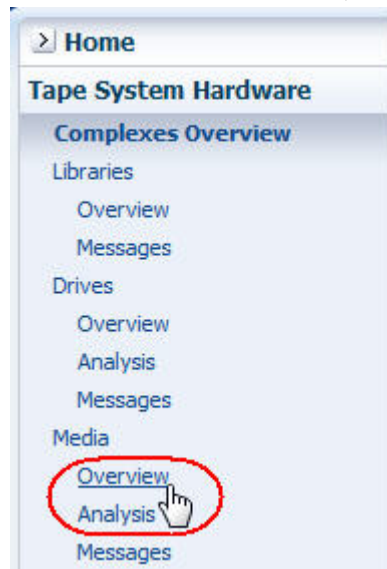 Home
Tape System Hardware
Complexes Overview
Libraries
Overview
Messages
Drives
Overview
Analysis
Messages
Media
Overview
Analysis
Messages